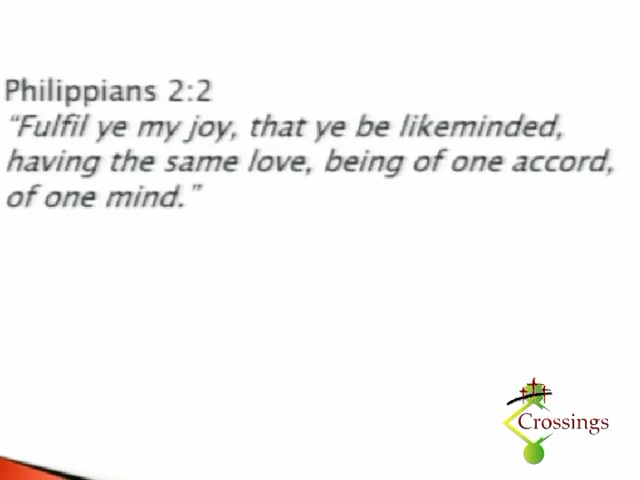 Philippians 2:2
“Fulfil ye my joy, that ye be likeminded,
having the same love, being of one accord,
of one mind.”
Crossings